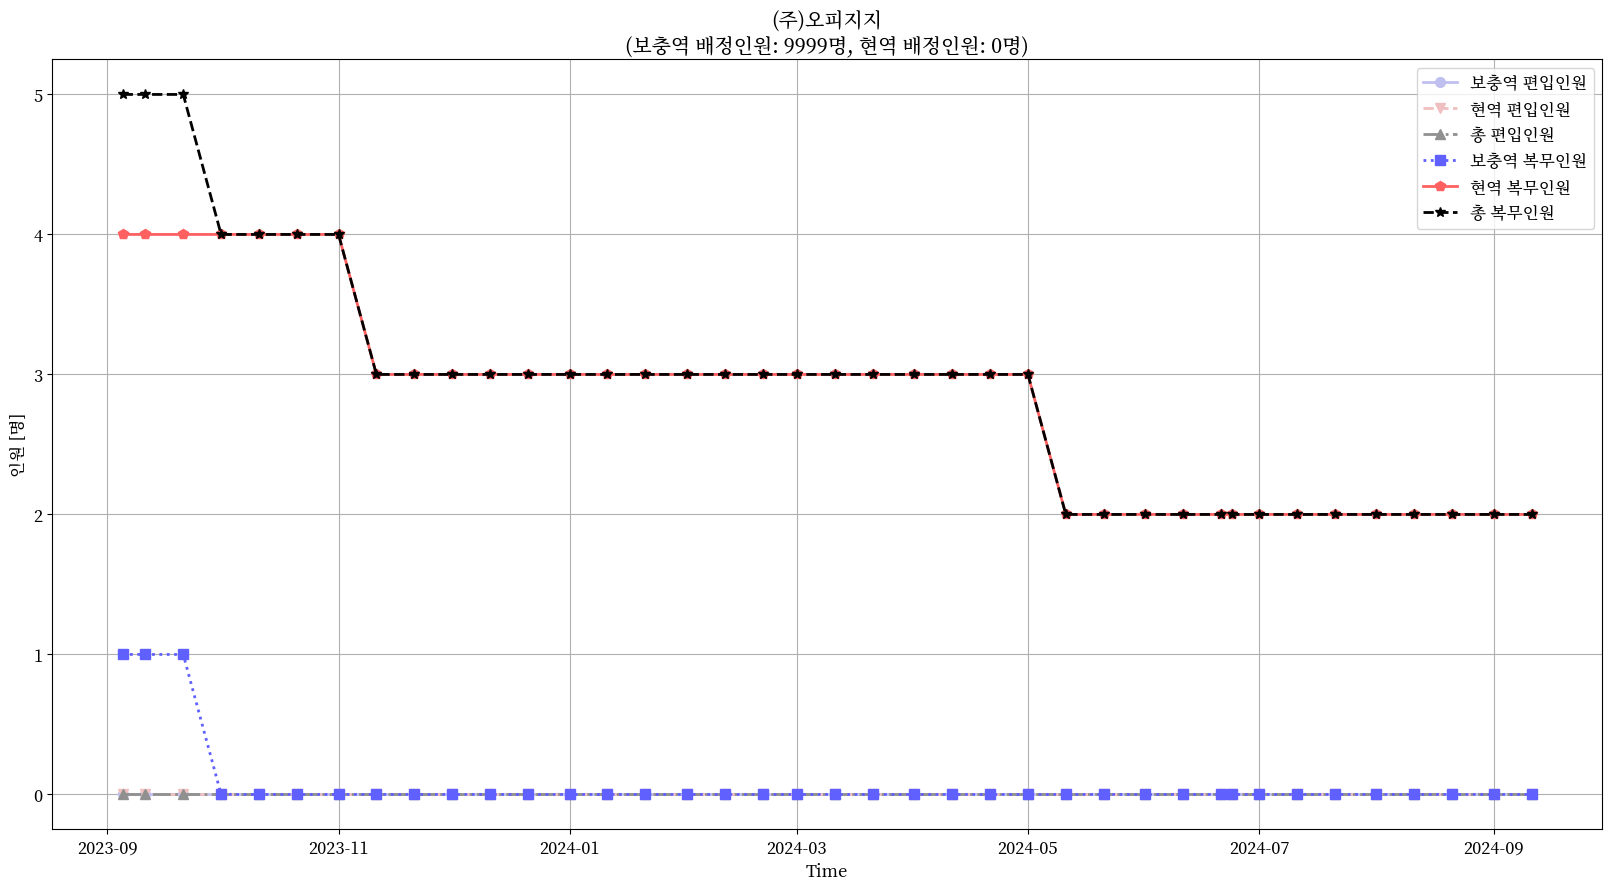 (주)오피지지
(보충역 배정인원: 9999명, 현역 배정인원: 0명)
보충역 편입인원
현역 편입인원
총 편입인원
보충역 복무인원
현역 복무인원
총 복무인원
5
4
3
2
1
0
인원 [명]
2023-09 2023-11 2024-01 2024-03 2024-05 2024-07 2024-09
Time